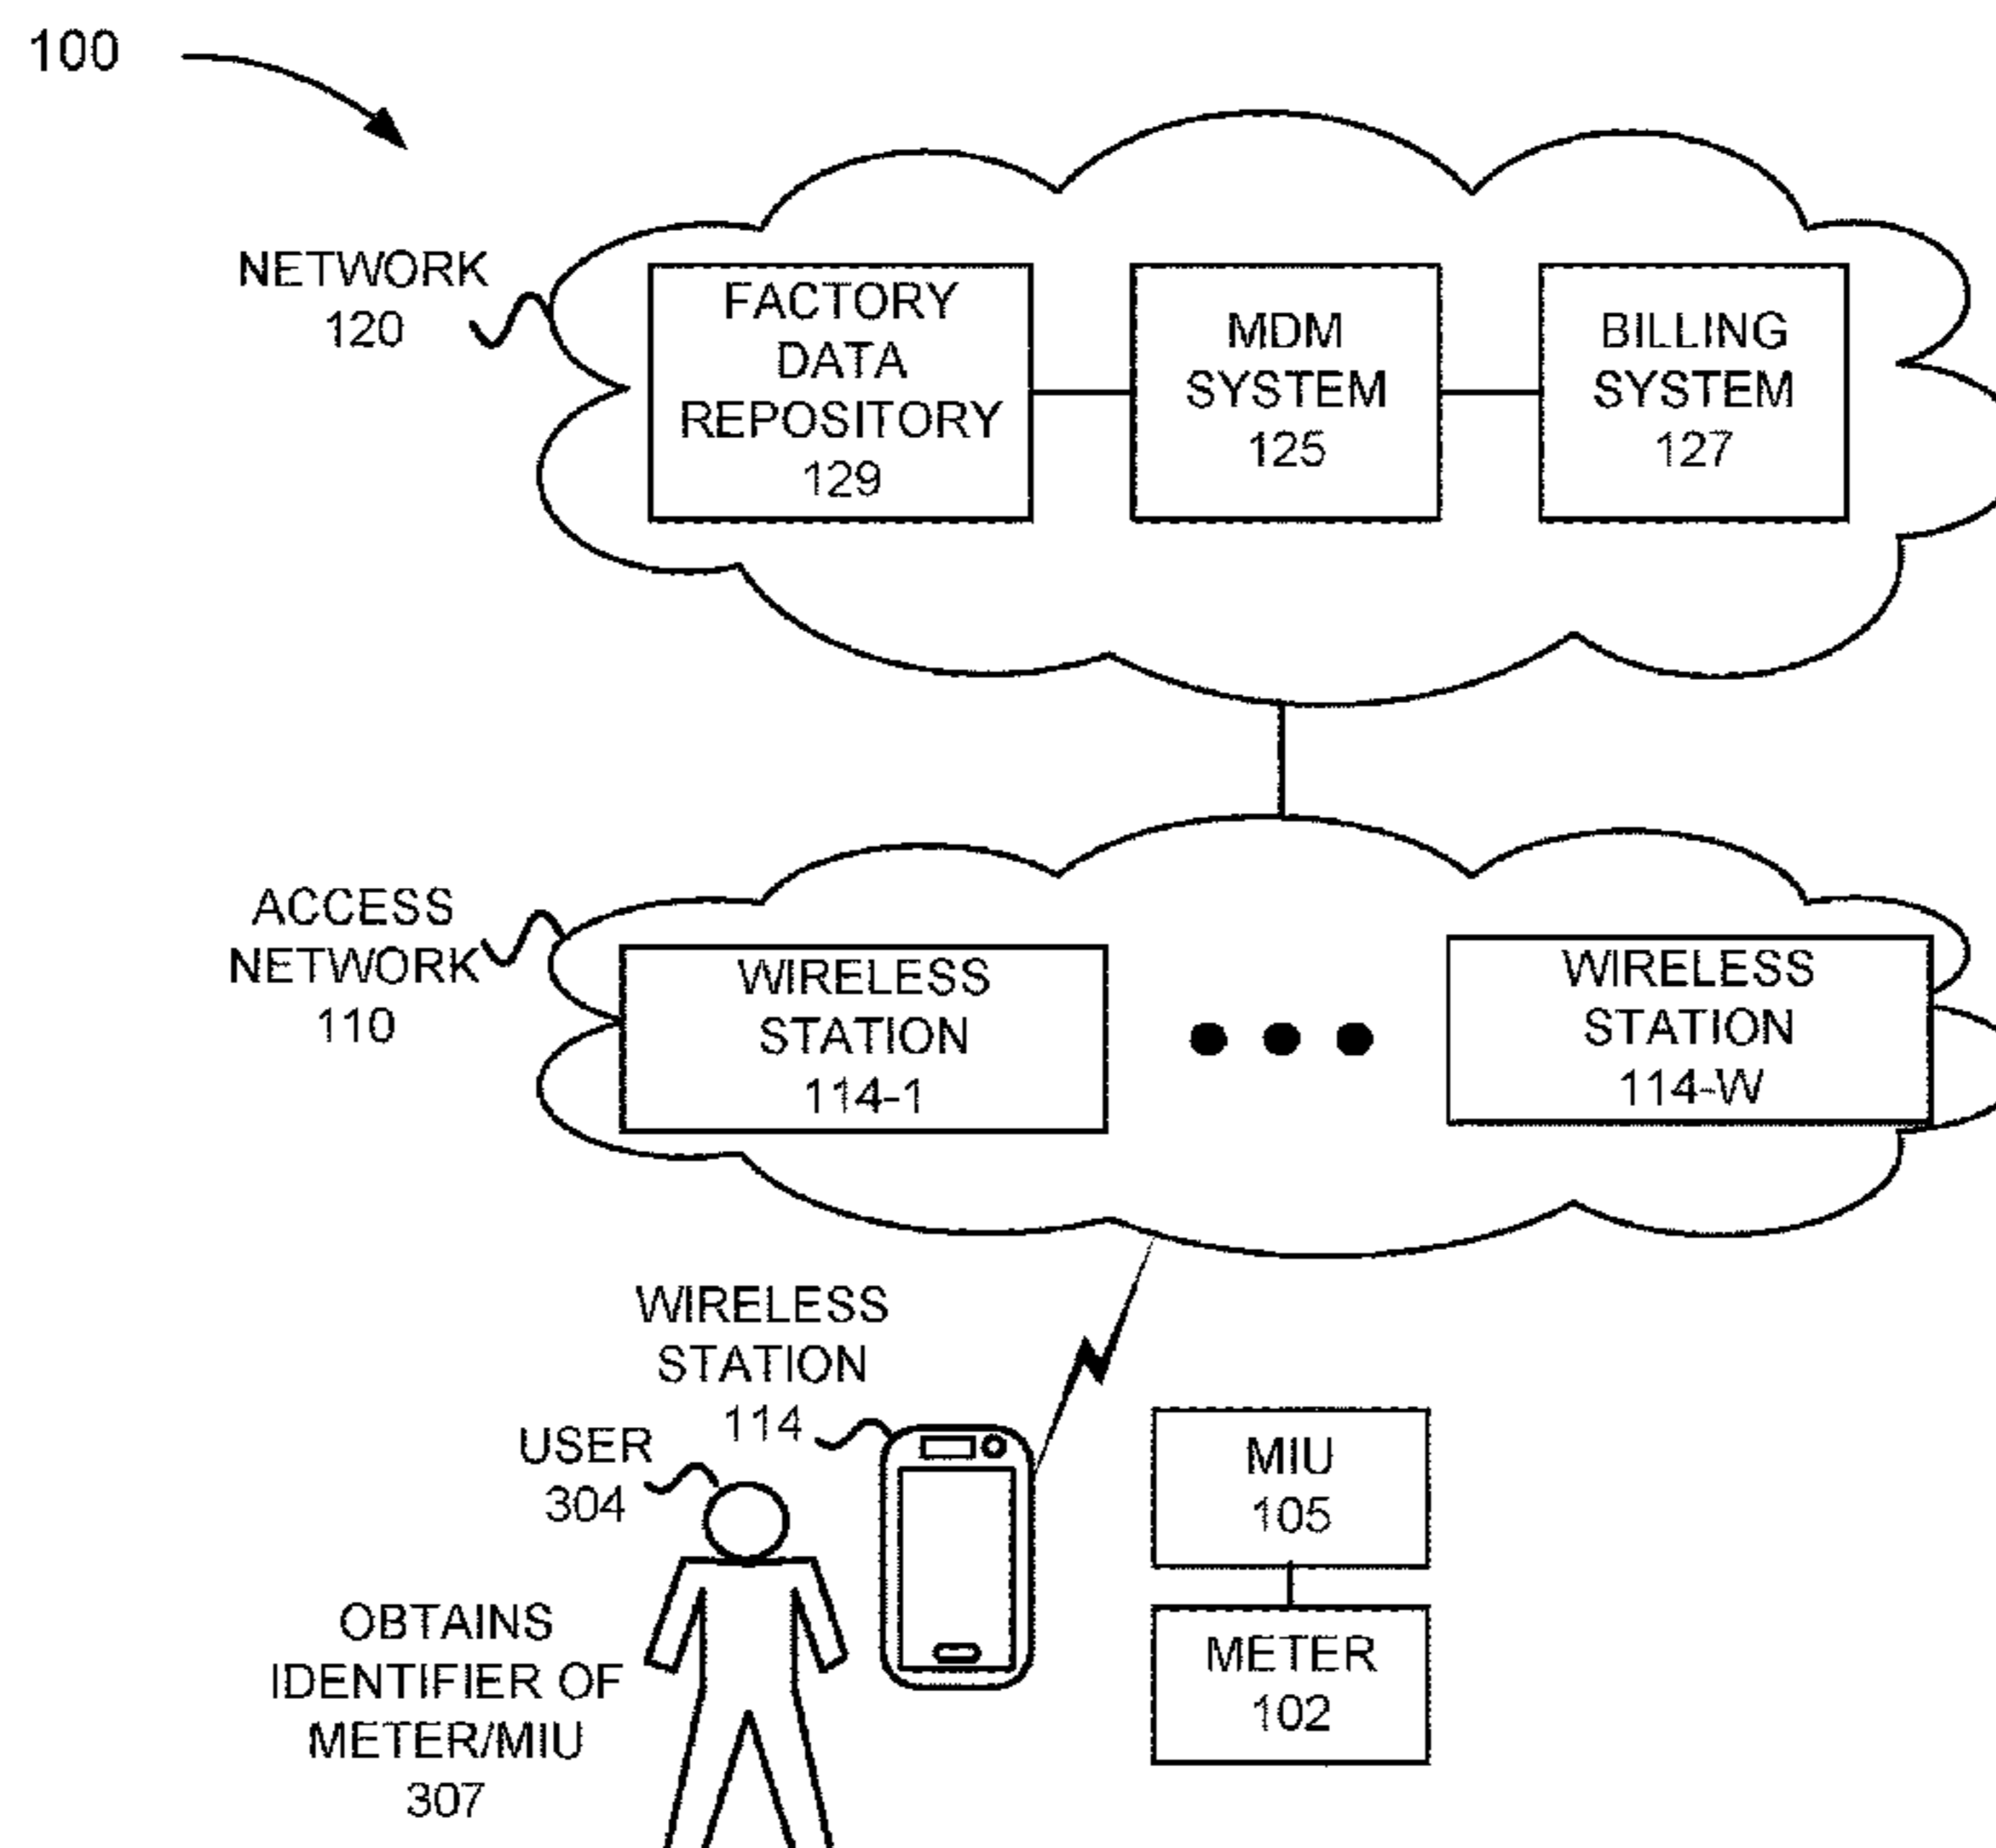 100
NETWORK
120
FACTORY
DATA
REPOSITORY
129
MDM
SYSTEM
125
BILLING
SYSTEM
127
ACCESS
NETWORK
110
WIRELESS
STATION
114-1
WIRELESS
STATION
114-W
WIRELESS
STATION
114
USER
304
MIU
105
METER
102
OBTAINS
IDENTIFIER OF
METER/MIU
307